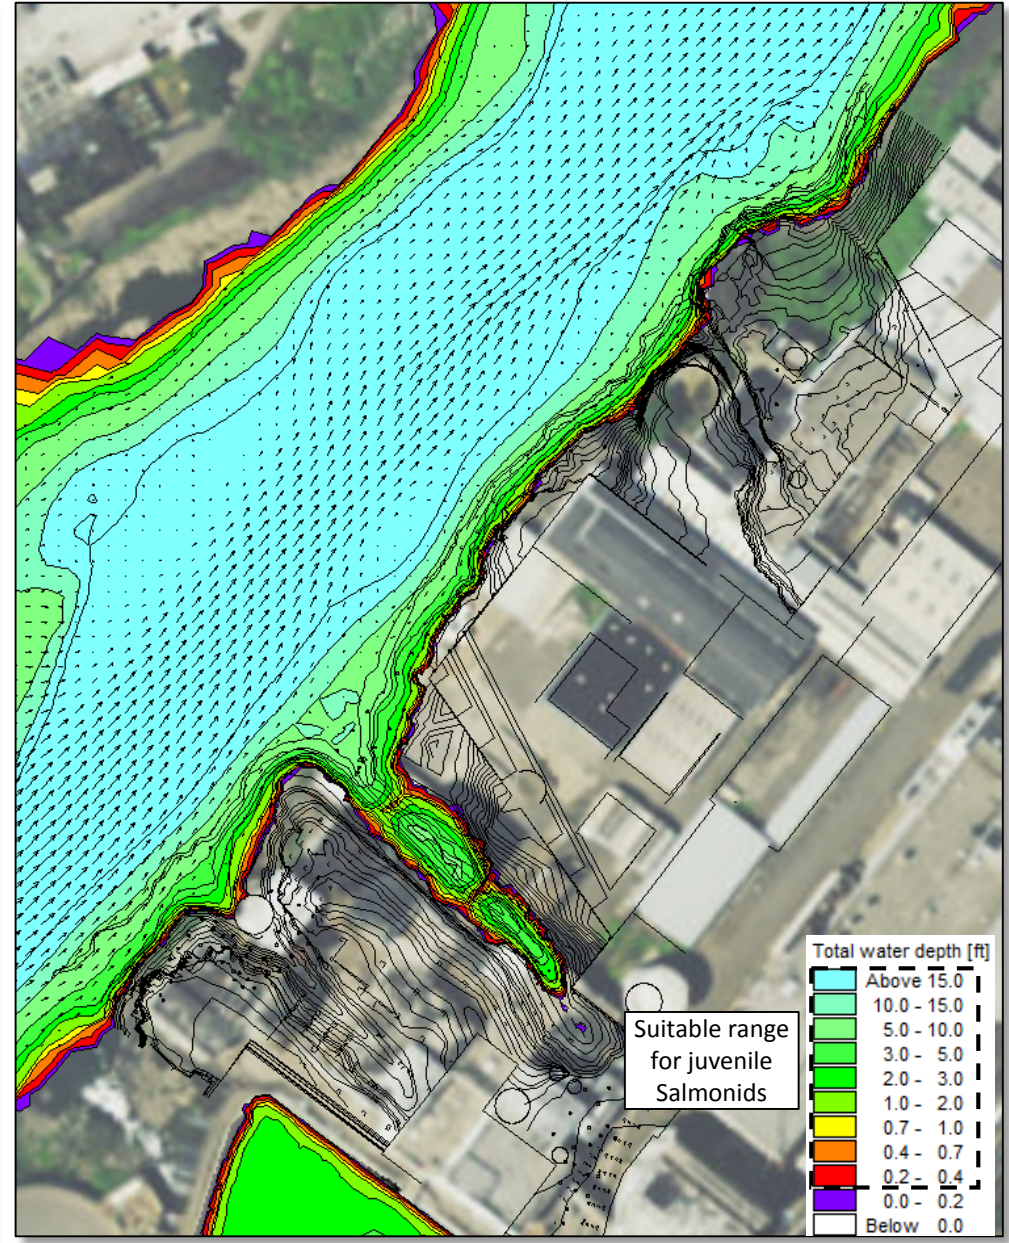 Total water depth [ft]
Above 15.0
10.0 - 15.0
5.0 - 10.0
3.0 - 5.0
2.0 - 3.0
1.0 - 2.0
0.7 - 1.0
0.4 - 0.7
0.2 - 0.4
0.0 - 0.2
Below 0.0
Suitable range
for juvenile
Salmonids